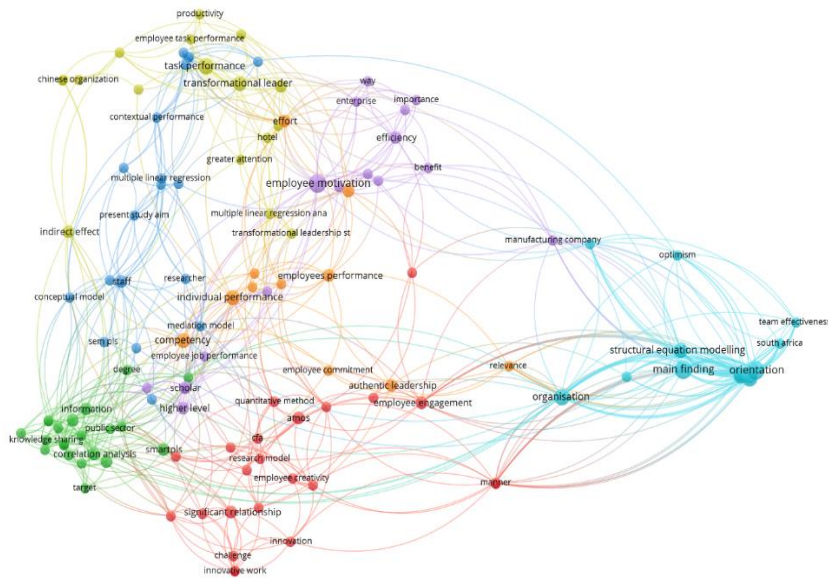 productivity
employee task performance
task performance
chinese organization
transformational leader
way
enterprise
importance
contextual performance
effort
hotel
efficiency
greater attention
benefit
multiple linear regression
employee motivation
present study aim
multiple linear regression ana
indirect effect
transformational leadership st
manufacturing company
optimism
researcher
staff
employees performance
conceptual model
individual performance
team effectiveness
mediation model
sem pls
competency
south africa
structural equation modelling
employee job performance
degree
employee commitment
relevance
main finding
orientation
scholar
authentic leadership
higher level
quantitative method
employee engagement
organisation
information
amos
public sector
knowledge sharing
cfa
correlation analysis
smartpls
research model
employee creativity
manner
target
significant relationship
innovation
challenge
innovative work